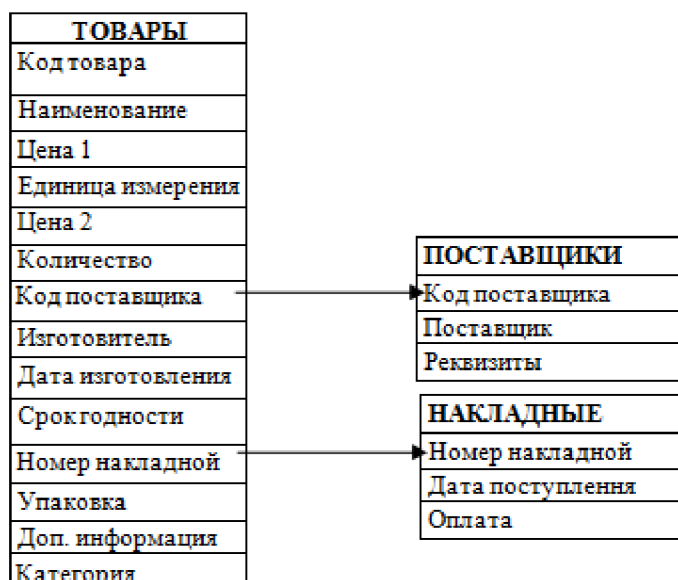 ТОВАРЫ
Код товара
Наименование
Цена 1
Единица измерения
Цена 2
Количество
Код поставщика
Изготовитель
Дата изготовления
Срок годности
Номер накладной
Упаковка
Доп. информация
Категория
ПОСТАВЩИКИ
Код поставщика
Поставщик
Реквизиты
НАКЛАДНЫЕ
Номер накладной
Дата поступлення
Оплата